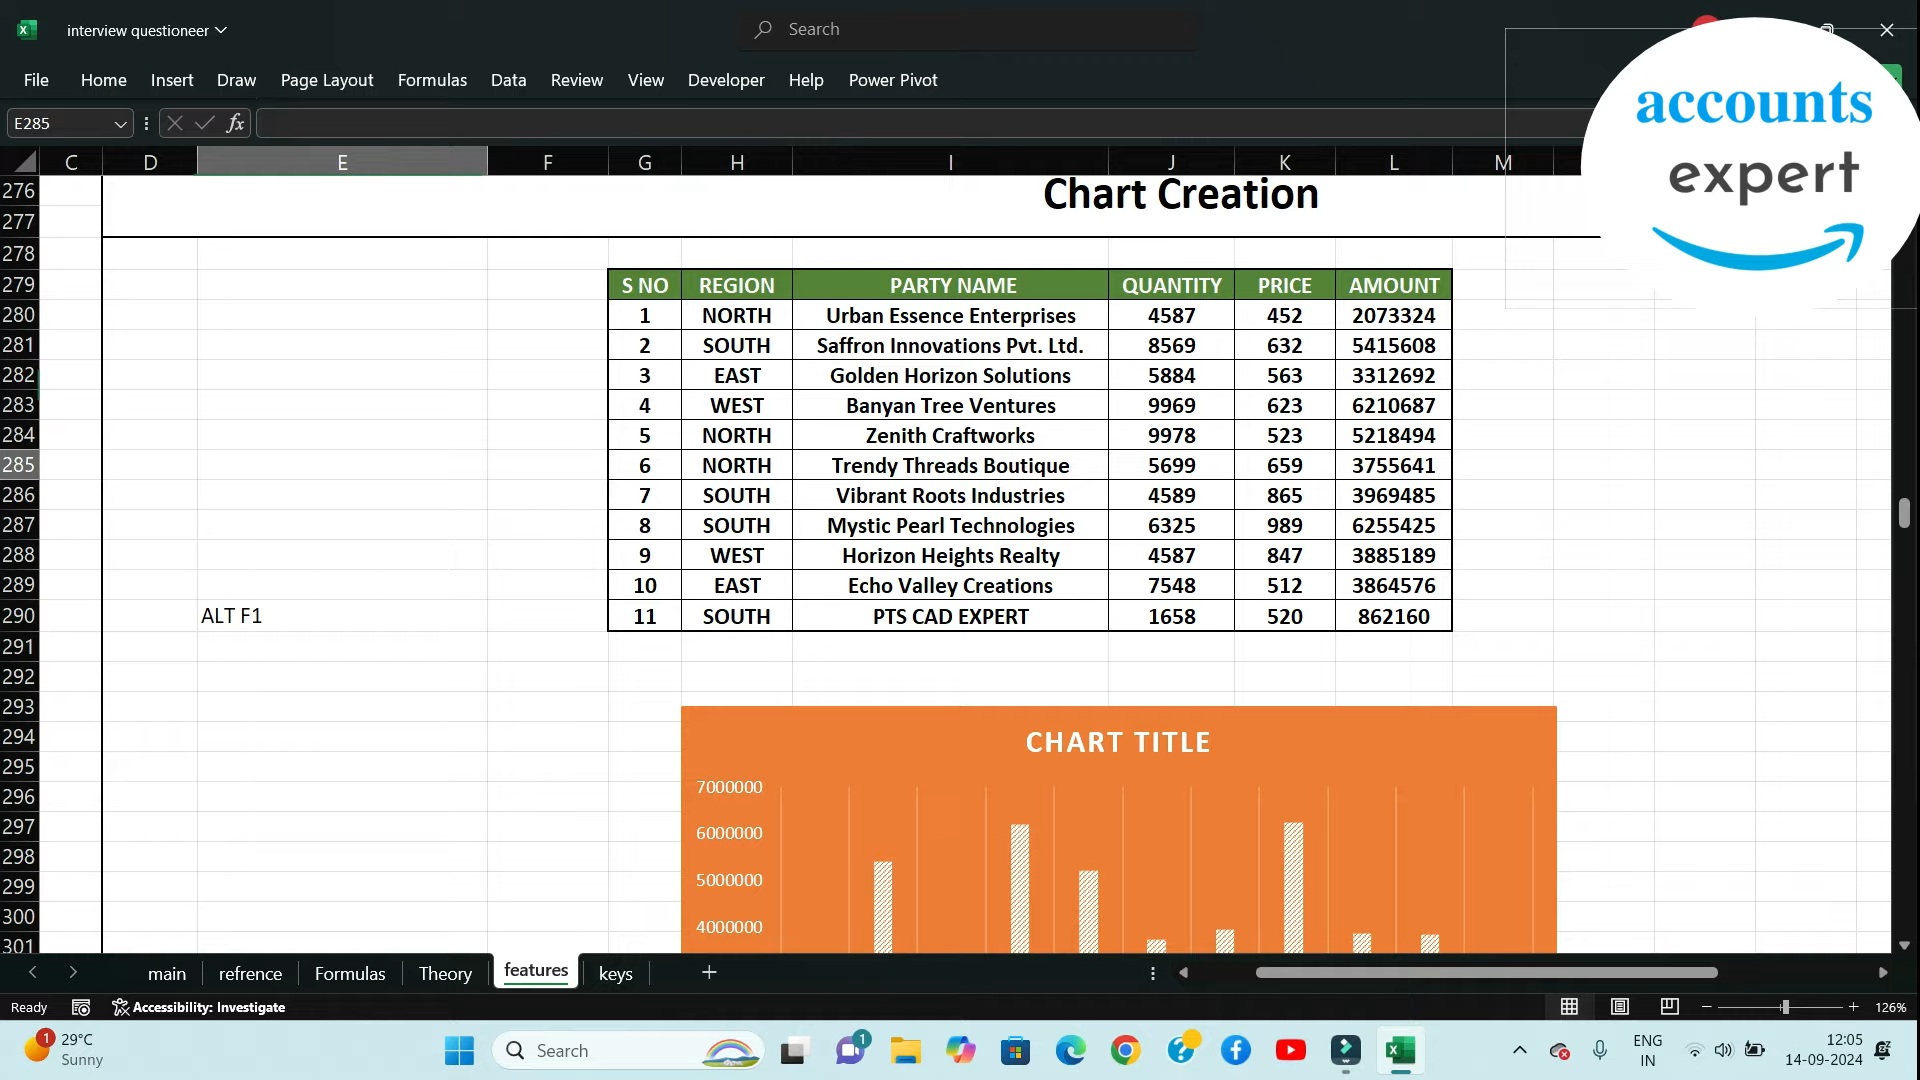 interview questioneer
Search
accounts
expert
File Home Insert Draw Page Layout Formulas Data Review View Developer Help Power Pivot
E285
fx
C D E F G H I J K L M
276 Chart Creation
277
278
279 S NO REGION PARTY NAME QUANTITY PRICE AMOUNT
280 1 NORTH Urban Essence Enterprises 4587 452 2073324
281 2 SOUTH Saffron Innovations Pvt. Ltd. 8569 632 5415608
282 3 EAST Golden Horizon Solutions 5884 563 3312692
283 4 WEST Banyan Tree Ventures 9969 623 6210687
284 5 NORTH Zenith Craftworks 9978 523 5218494
285 6 NORTH Trendy Threads Boutique 5699 659 3755641
286 7 SOUTH Vibrant Roots Industries 4589 865 3969485
287 8 SOUTH Mystic Pearl Technologies 6325 989 6255425
288 9 WEST Horizon Heights Realty 4587 847 3885189
289 10 EAST Echo Valley Creations 7548 512 3864576
290 ALT F1 11 SOUTH PTS CAD EXPERT 1658 520 862160
291
292
293
294 CHART TITLE
295
296 7000000
297 6000000
298
299 5000000
300 4000000
301
main refrence Formulas Theory features keys
Ready Accessibility: Investigate 126%
1 29°C
Sunny
Search
1
ENG
IN
12:05
14-09-2024